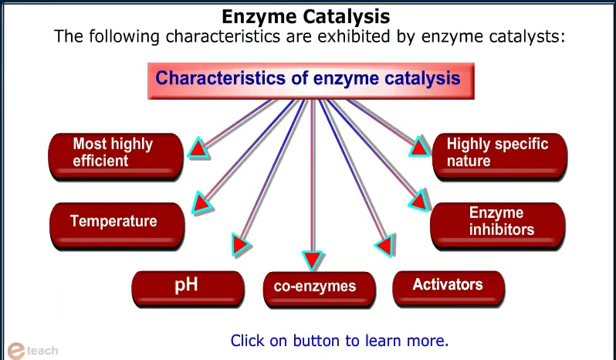 Enzyme Catalysis
The following characteristics are exhibited by enzyme catalysts:
Characteristics of enzyme catalysis
Most highly
efficient
Highly specific
nature
Temperature
Enzyme
inhibitors
pH
co-enzymes
Activators
Click on button to learn more.
e teach